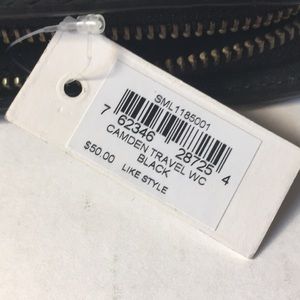 SML1185001
7 62346 28725 4
CAMDEN TRAVEL WC
BLACK
$50.00 LIKE STYLE